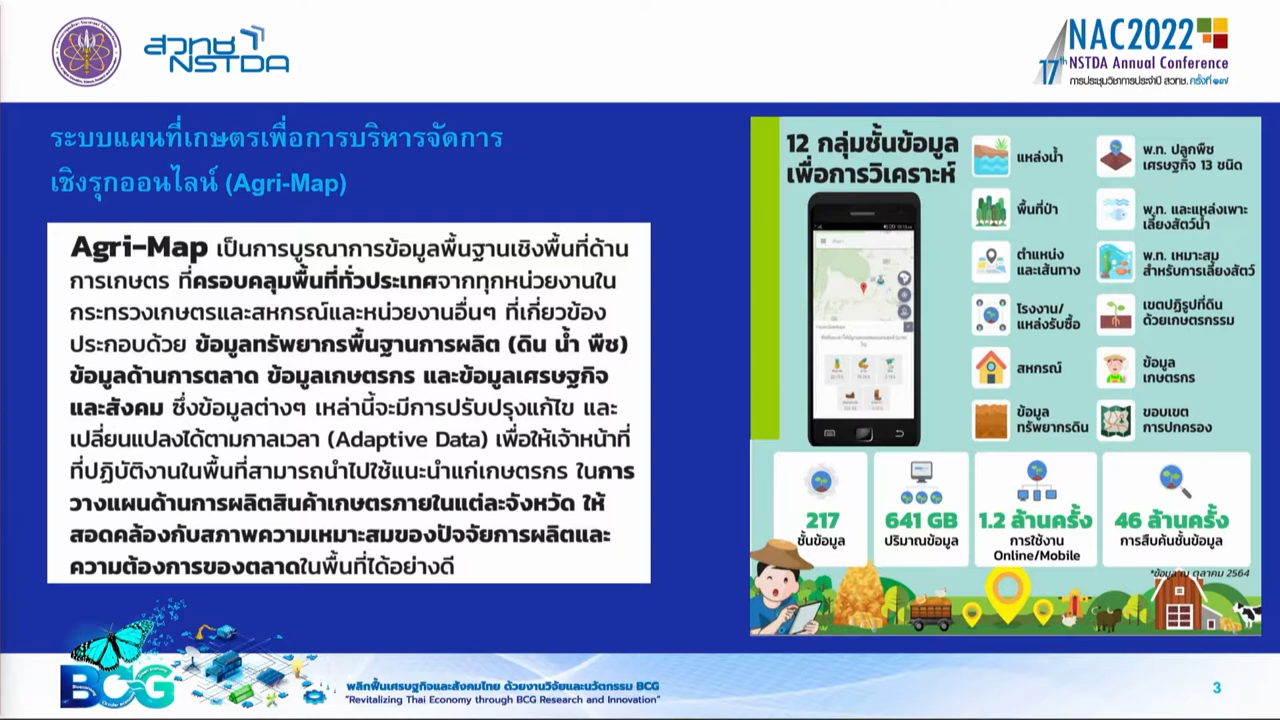 สวทช
NSTDA
NAC2022
17th NSTDA Annual Conference
การประชุมวิชาการประจำปี สวทช. ครั้งที่ ๑๗
ระบบแผนที่เกษตรเพื่อการบริหารจัดการ
เชิงรุกออนไลน์ (Agri-Map)
Agri-Map เป็นการบูรณาการข้อมูลพื้นฐานเชิงพื้นที่ด้าน
การเกษตร ที่ครอบคลุมพื้นที่ทั่วประเทศจากทุกหน่วยงานใน
กระทรวงเกษตรและสหกรณ์และหน่วยงานอื่นๆ ที่เกี่ยวข้อง
ประกอบด้วย ข้อมูลทรัพยากรพื้นฐานการผลิต (ดิน น้ำ พืช)
ข้อมูลด้านการตลาด ข้อมูลเกษตรกร และข้อมูลเศรษฐกิจ
และสังคม ซึ่งข้อมูลต่างๆ เหล่านี้จะมีการปรับปรุงแก้ไข และ
เปลี่ยนแปลงได้ตามกาลเวลา (Adaptive Data) เพื่อให้เจ้าหน้าที่
ที่ปฏิบัติงานในพื้นที่สามารถนำไปใช้แนะนำแก่เกษตรกร ในการ
วางแผนด้านการผลิตสินค้าเกษตรภายในแต่ละจังหวัด ให้
สอดคล้องกับสภาพความเหมาะสมของปัจจัยการผลิตและ
ความต้องการของตลาดในพื้นที่ได้อย่างดี
12 กลุ่มชั้นข้อมูล
เพื่อการวิเคราะห์
แหล่งน้ำ
พ.ท. ปลูกพืช
เศรษฐกิจ 13 ชนิด
พื้นที่ป่า
พ.ท. และแหล่งเพาะ
เลี้ยงสัตว์น้ำ
ตำแหน่ง
และเส้นทาง
พ.ท. เหมาะสม
สำหรับการเลี้ยงสัตว์
โรงงาน/
แหล่งรับซื้อ
เขตปฏิรูปที่ดิน
ด้วยเกษตรกรรม
สหกรณ์
ข้อมูล
เกษตรกร
ข้อมูล
ทรัพยากรดิน
ขอบเขต
การปกครอง
217
ชั้นข้อมูล
641 GB
ปริมาณข้อมูล
1.2 ล้านครั้ง
การใช้งาน
Online/Mobile
46 ล้านครั้ง
การสืบค้นชั้นข้อมูล
*ข้อมูล ณ ตุลาคม 2564
BCG
พลิกฟื้นเศรษฐกิจและสังคมไทย ด้วยงานวิจัยและนวัตกรรม BCG
"Revitalizing Thai Economy through BCG Research and Innovation"
3